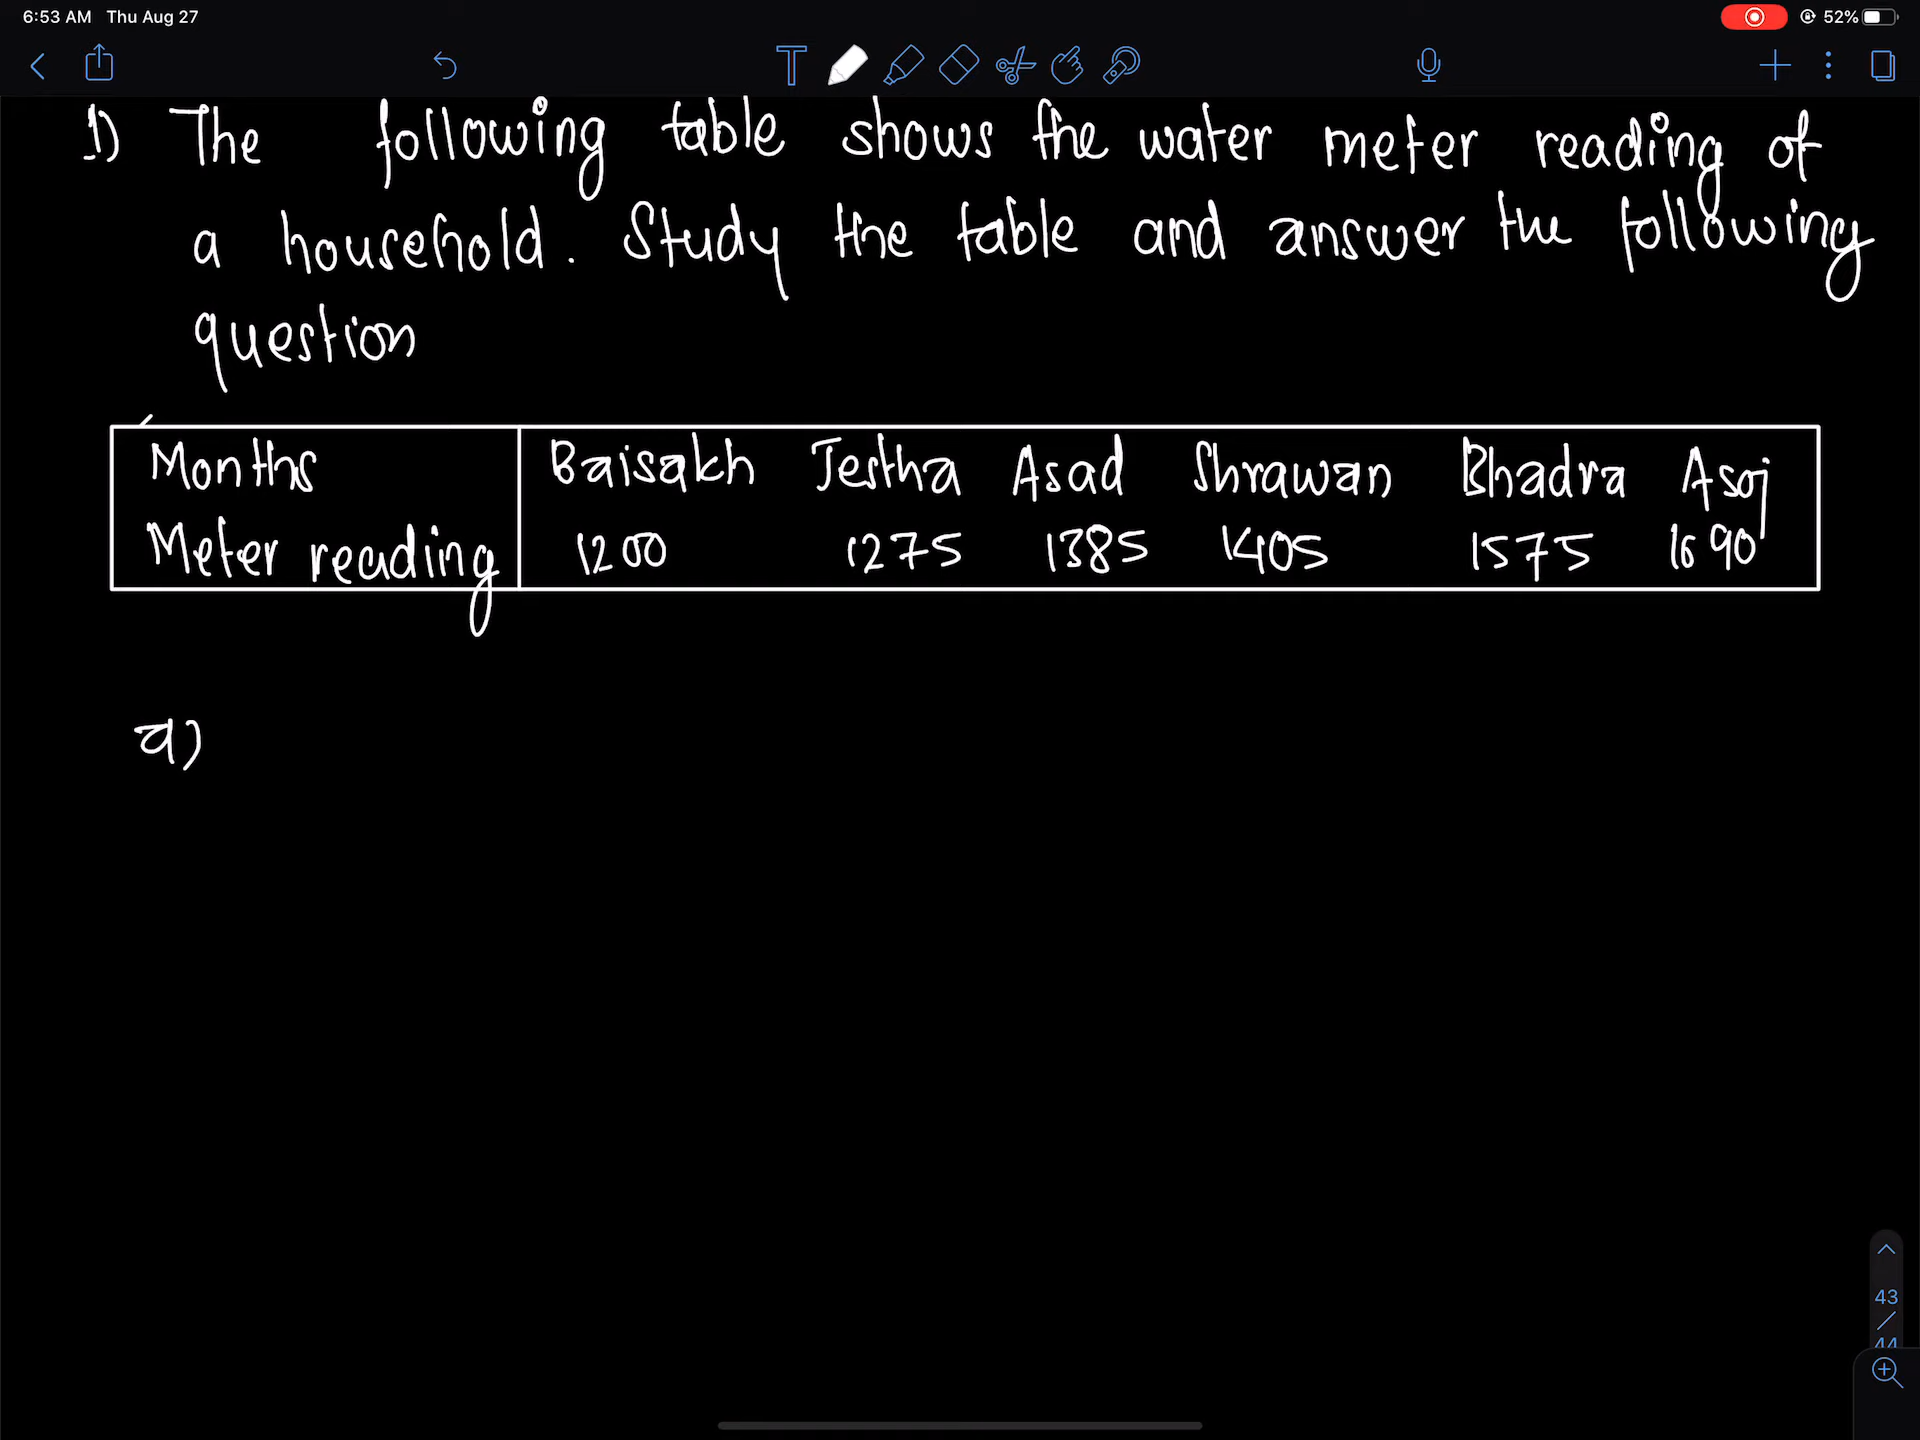 6:53 AM Thu Aug 27
52%
1) The following table shows the water meter reading of
a household. Study the table and answer the following
question
Months Baisakh Jestha Asad Shrawan Bhadra Asoj
Meter reading 1200 1275 1385 1405 1575 1690
a)
43
/
44